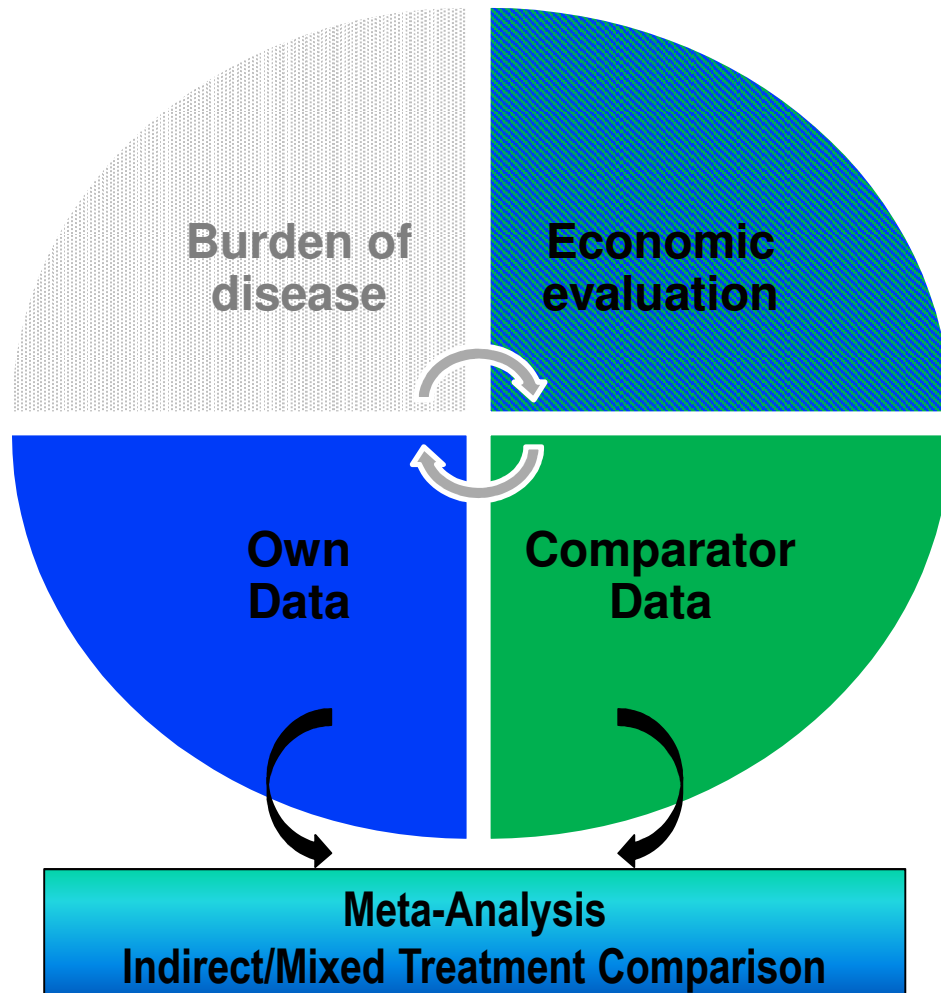 Burden of
disease
Economic
evaluation
Own
Data
Comparator
Data
Meta-Analysis
Indirect/Mixed Treatment Comparison